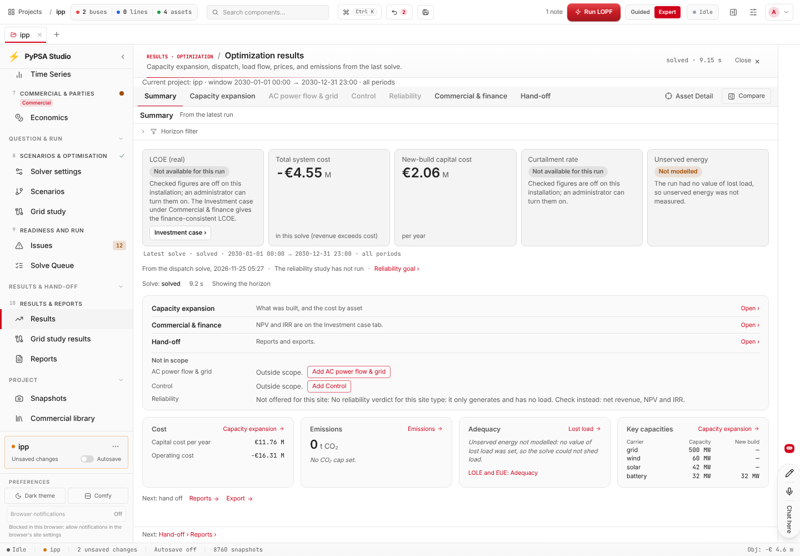 Projects / ipp
2 buses 0 lines 4 assets
Search components...
Ctrl K
2
1 note
Run LOPF
Guided Expert
Idle
A
ipp
PyPSA Studio
Time Series
7 COMMERCIAL & PARTIES
Commercial
Economics
QUESTION & RUN
8 SCENARIOS & OPTIMISATION
Solver settings
Scenarios
Grid study
9 READINESS AND RUN
Issues 12
Solve Queue
RESULTS & HAND-OFF
10 RESULTS & REPORTS
Results
Grid study results
Reports
PROJECT
Snapshots
Commercial library
ipp
Unsaved changes Autosave
PREFERENCES
Dark theme Comfy
Browser notifications Off
Blocked in this browser: allow notifications in the browser's site settings
RESULTS · OPTIMIZATION / Optimization results
Capacity expansion, dispatch, load flow, prices, and emissions from the last solve.
solved · 9.15 s Close ×
Current project: ipp · window 2030-01-01 00:00 → 2030-12-31 23:00 · all periods
Summary Capacity expansion AC power flow & grid Control Reliability Commercial & finance Hand-off
Asset Detail Compare
Summary From the latest run
Horizon filter
LCOE (real)
Not available for this run
Checked figures are off on this installation; an administrator can turn them on. The Investment case under Commercial & finance gives the finance-consistent LCOE.
Investment case ›
Total system cost
-€4.55 M
in this solve (revenue exceeds cost)
New-build capital cost
€2.06 M
per year
Curtailment rate
Not available for this run
Checked figures are off on this installation; an administrator can turn them on.
Unserved energy
Not modelled
The run had no value of lost load, so unserved energy was not measured.
Latest solve · solved · 2030-01-01 00:00 → 2030-12-31 23:00 · all periods
From the dispatch solve, 2026-11-25 05:27 · The reliability study has not run · Reliability goal ›
Solve: solved 9.2 s Showing the horizon
Capacity expansion What was built, and the cost by asset Open ›
Commercial & finance NPV and IRR are on the Investment case tab. Open ›
Hand-off Reports and exports. Open ›
Not in scope
AC power flow & grid Outside scope. Add AC power flow & grid
Control Outside scope. Add Control
Reliability Not offered for this site: No reliability verdict for this site type: it only generates and has no load. Check instead: net revenue, NPV and IRR.
Cost Capacity expansion →
Capital cost per year €11.76 M
Operating cost -€16.31 M
Emissions Emissions →
0 t CO₂
No CO₂ cap set.
Adequacy Lost load →
Unserved energy not modelled: no value of lost load was set, so the solve could not shed load.
LOLE and EUE: Adequacy
Key capacities Capacity expansion →
Carrier Capacity New build
grid 500 MW —
wind 60 MW —
solar 42 MW —
battery 32 MW 32 MW
Next: hand off Reports → Export →
Next: Hand-off › Reports ›
Chat here
Idle ipp 2 unsaved changes Autosave off 8760 snapshots
Obj: -€ 4.6 m